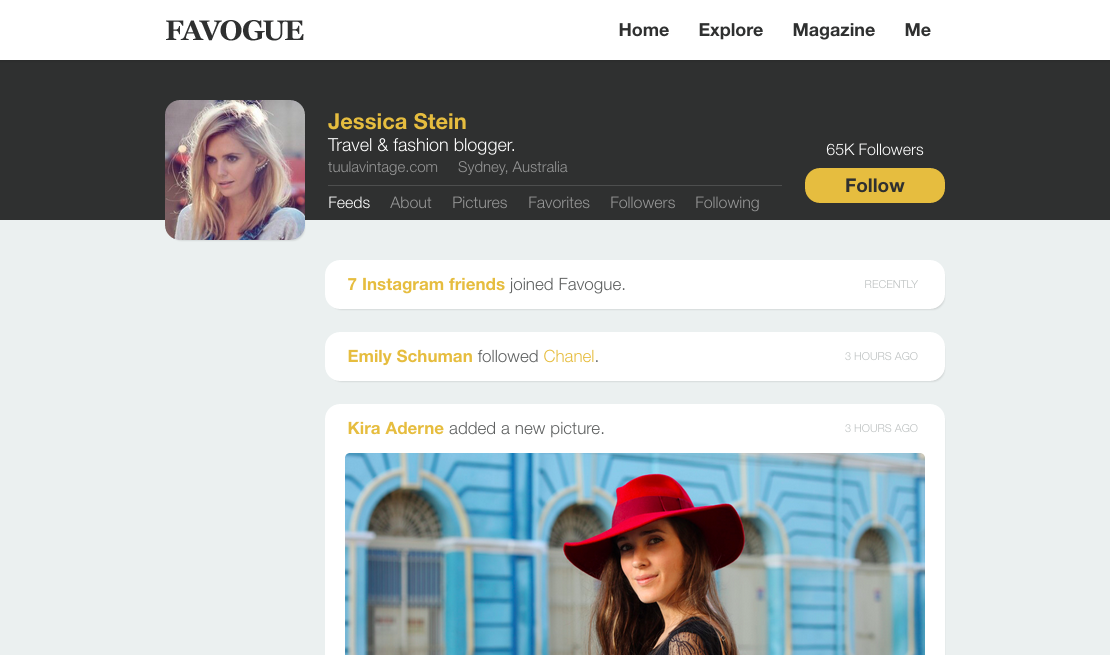 FAVOGUE Home Explore Magazine Me
Jessica Stein
Travel & fashion blogger.
tuulavintage.com Sydney, Australia
65K Followers
Follow
Feeds About Pictures Favorites Followers Following
7 Instagram friends joined Favogue. RECENTLY
Emily Schuman followed Chanel. 3 HOURS AGO
Kira Aderne added a new picture. 3 HOURS AGO